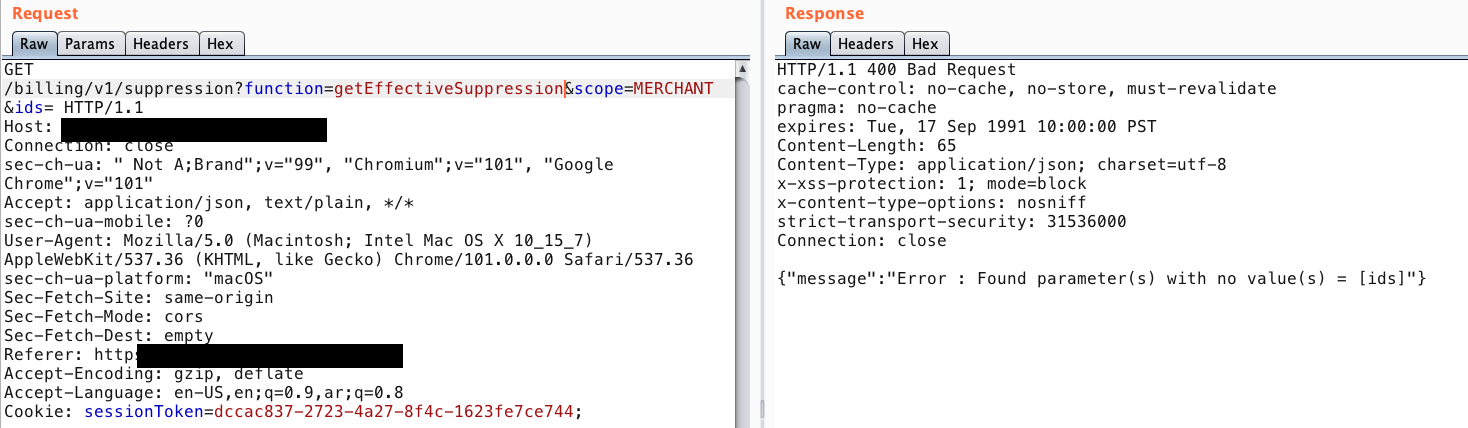 Request
Raw Params Headers Hex
GET
/billing/v1/suppression?function=getEffectiveSuppression&scope=MERCHANT
&ids= HTTP/1.1
Host:
Connection: close
sec-ch-ua: " Not A;Brand";v="99", "Chromium";v="101", "Google
Chrome";v="101"
Accept: application/json, text/plain, */*
sec-ch-ua-mobile: ?0
User-Agent: Mozilla/5.0 (Macintosh; Intel Mac OS X 10_15_7)
AppleWebKit/537.36 (KHTML, like Gecko) Chrome/101.0.0.0 Safari/537.36
sec-ch-ua-platform: "macOS"
Sec-Fetch-Site: same-origin
Sec-Fetch-Mode: cors
Sec-Fetch-Dest: empty
Referer: http
Accept-Encoding: gzip, deflate
Accept-Language: en-US,en;q=0.9,ar;q=0.8
Cookie: sessionToken=dccac837-2723-4a27-8f4c-1623fe7ce744;
Response
Raw Headers Hex
HTTP/1.1 400 Bad Request
cache-control: no-cache, no-store, must-revalidate
pragma: no-cache
expires: Tue, 17 Sep 1991 10:00:00 PST
Content-Length: 65
Content-Type: application/json; charset=utf-8
x-xss-protection: 1; mode=block
x-content-type-options: nosniff
strict-transport-security: 31536000
Connection: close
{"message":"Error : Found parameter(s) with no value(s) = [ids]"}